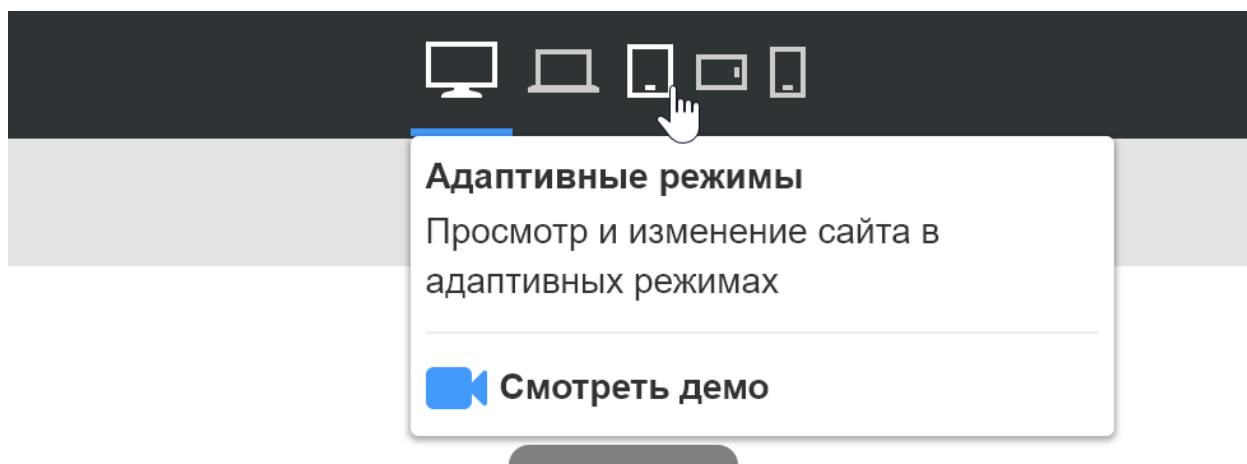 Адаптивные режимы
Просмотр и изменение сайта в
адаптивных режимах
Смотреть демо